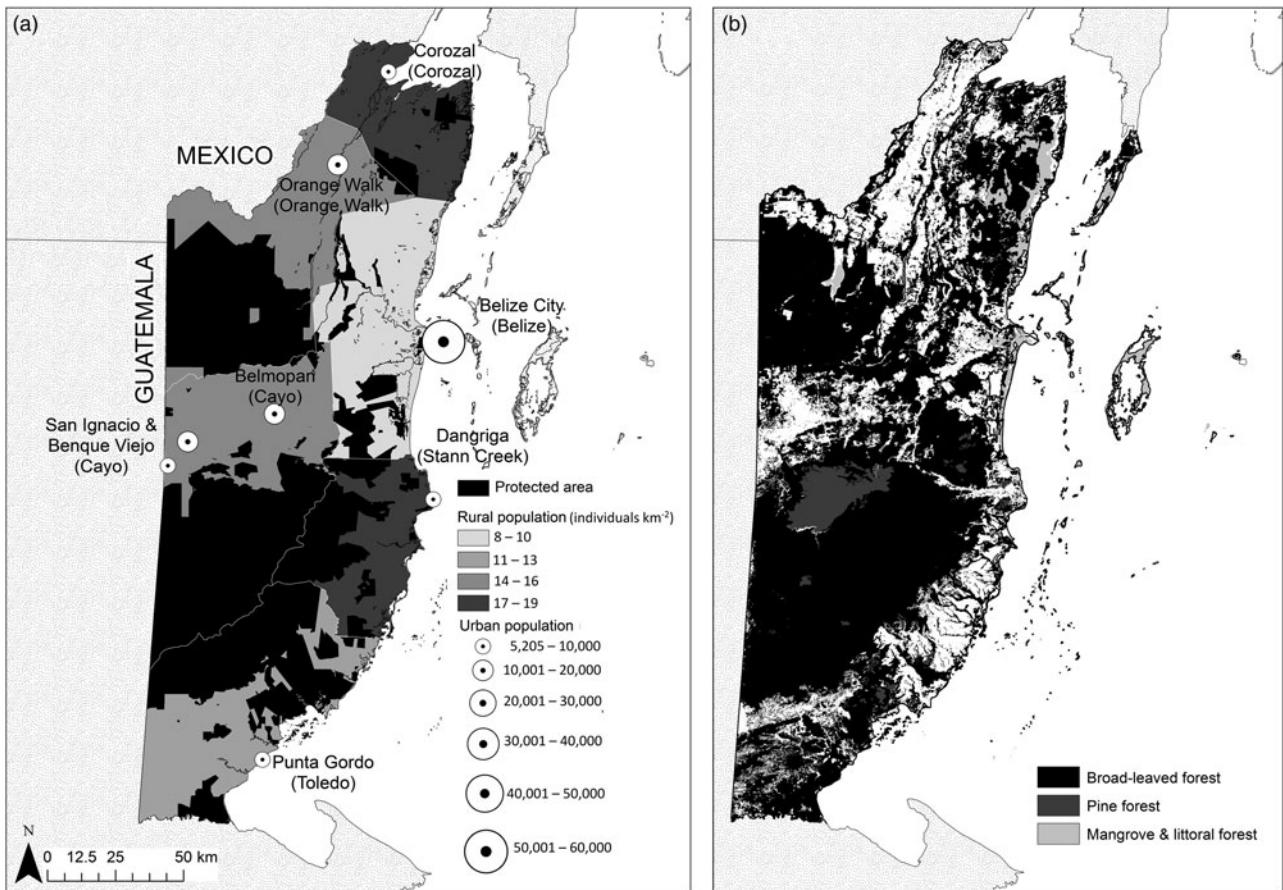 (a)
Corozal
(Corozal)
MEXICO
Orange Walk
(Orange Walk)
GUATEMALA
Belize City
(Belize)
Belmopan
(Cayo)
San Ignacio &
Benque Viejo
(Cayo)
Dangriga
(Stann Creek)
Protected area
Rural population (individuals km⁻²)
8 – 10
11 – 13
14 – 16
17 – 19
Urban population
5,205 – 10,000
10,001 – 20,000
20,001 – 30,000
30,001 – 40,000
40,001 – 50,000
50,001 – 60,000
Punta Gordo
(Toledo)
N
0 12.5 25 50 km
(b)
Broad-leaved forest
Pine forest
Mangrove & littoral forest